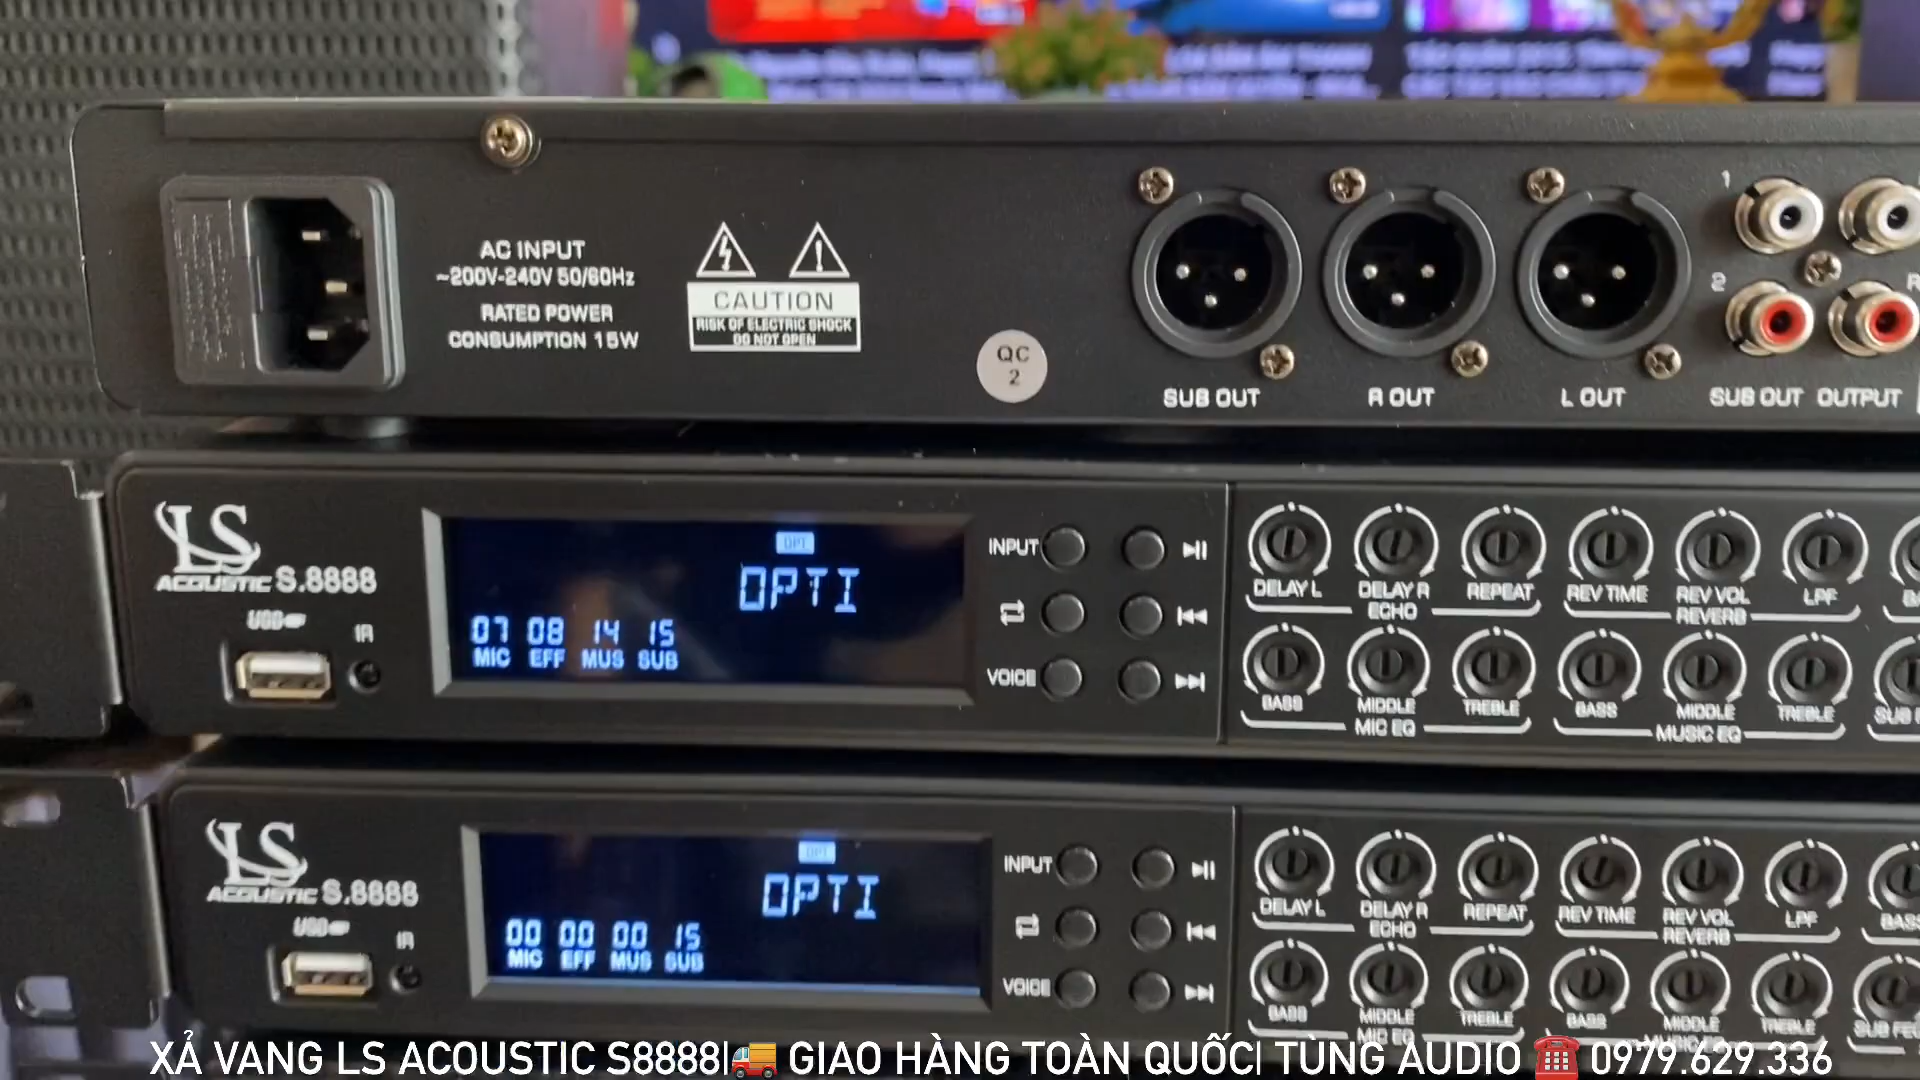 AC INPUT
~200V-240V 50/60Hz
RATED POWER
CONSUMPTION 15W
CAUTION
RISK OF ELECTRIC SHOCK
DO NOT OPEN
QC
2
SUB OUT
R OUT
L OUT
1
2
R
SUB OUT OUTPUT
LS
ACOUSTIC S.8888
USB
IR
OPT
OPTI
07 08 14 15
MIC EFF MUS SUB
INPUT
VOICE
DELAY L DELAY R REPEAT REV TIME REV VOL LPF
ECHO REVERB
BASS MIDDLE TREBLE BASS MIDDLE TREBLE SUB
MIC EQ MUSIC EQ
LS
ACOUSTIC S.8888
USB
IR
OPT
OPTI
00 00 00 15
MIC EFF MUS SUB
INPUT
VOICE
DELAY L DELAY R REPEAT REV TIME REV VOL LPF BASS
ECHO REVERB
BASS MIDDLE TREBLE BASS MIDDLE TREBLE SUB
MIC EQ
XẢ VANG LS ACOUSTIC S8888|🚚 GIAO HÀNG TOÀN QUỐC| TÙNG AUDIO ☎️ 0979.629.336